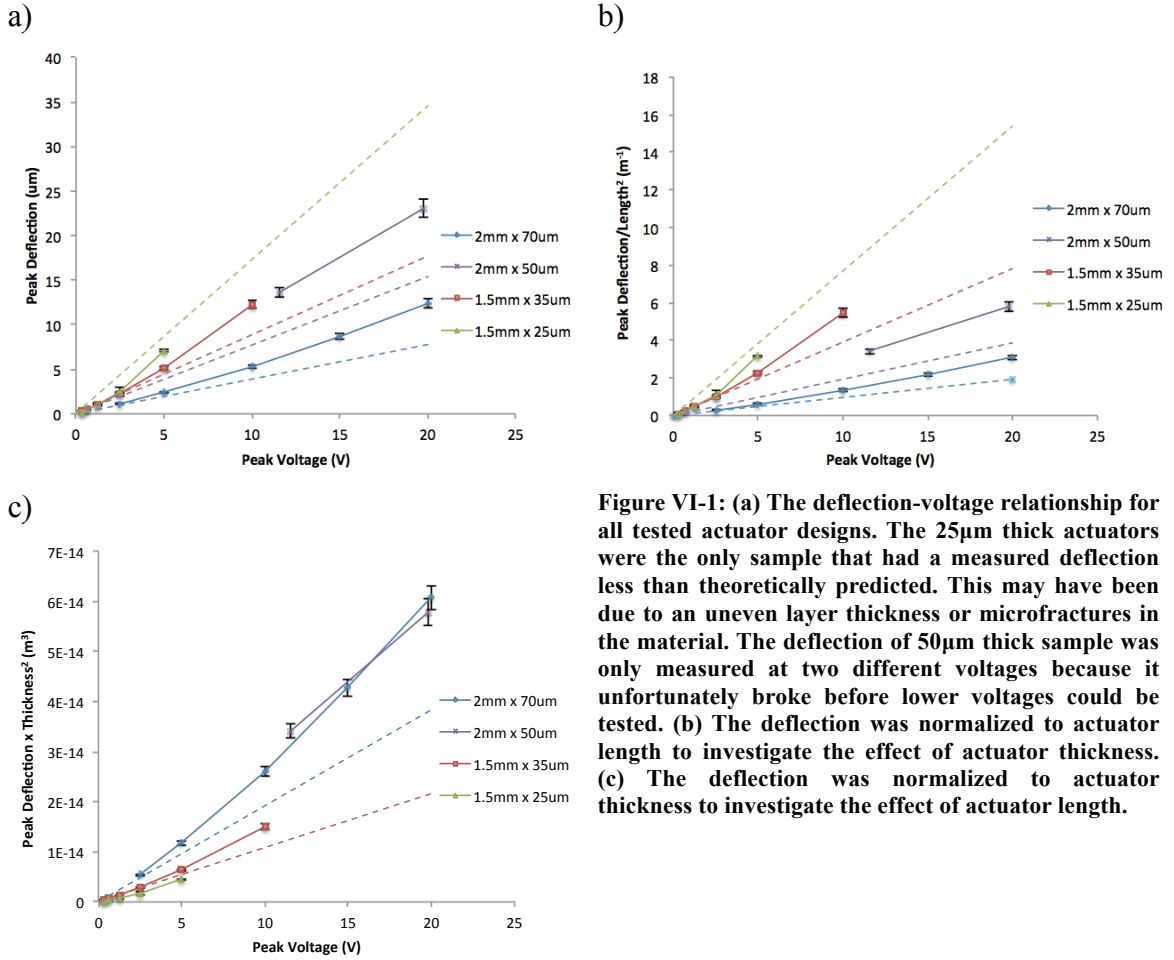 a)
40
35
30
25
20
15
10
5
0
Peak Deflection (um)
0 5 10 15 20 25
Peak Voltage (V)
2mm x 70um
2mm x 50um
1.5mm x 35um
1.5mm x 25um
b)
18
16
14
12
10
8
6
4
2
0
Peak Deflection/Length² (m⁻¹)
0 5 10 15 20 25
Peak Voltage (V)
2mm x 70um
2mm x 50um
1.5mm x 35um
1.5mm x 25um
c)
7E-14
6E-14
5E-14
4E-14
3E-14
2E-14
1E-14
0
Peak Deflection x Thickness² (m³)
0 5 10 15 20 25
Peak Voltage (V)
2mm x 70um
2mm x 50um
1.5mm x 35um
1.5mm x 25um
Figure VI-1: (a) The deflection-voltage relationship for
all tested actuator designs. The 25µm thick actuators
were the only sample that had a measured deflection
less than theoretically predicted. This may have been
due to an uneven layer thickness or microfractures in
the material. The deflection of 50µm thick sample was
only measured at two different voltages because it
unfortunately broke before lower voltages could be
tested. (b) The deflection was normalized to actuator
length to investigate the effect of actuator thickness.
(c) The deflection was normalized to actuator
thickness to investigate the effect of actuator length.